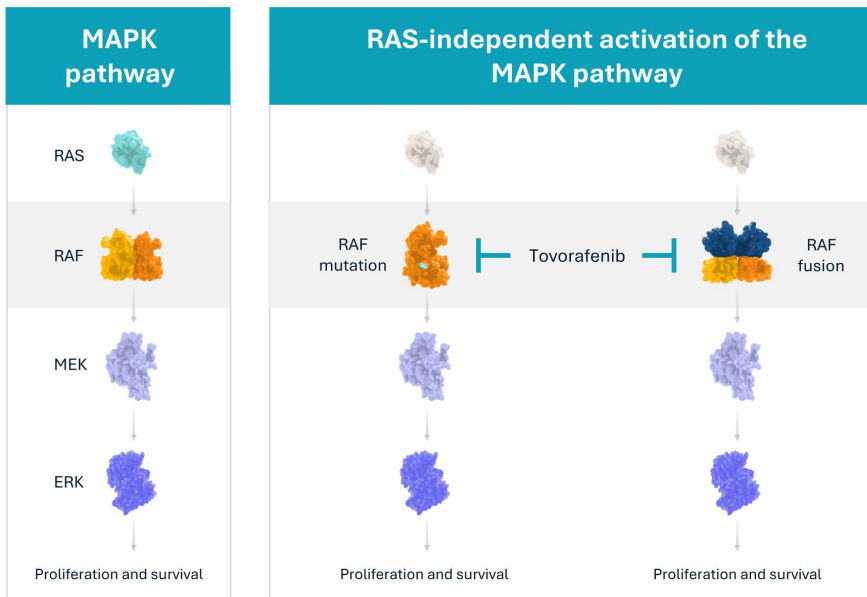 MAPK
pathway
RAS-independent activation of the
MAPK pathway
RAS
RAF
RAF
mutation
Tovorafenib
RAF
fusion
MEK
ERK
Proliferation and survival
Proliferation and survival
Proliferation and survival